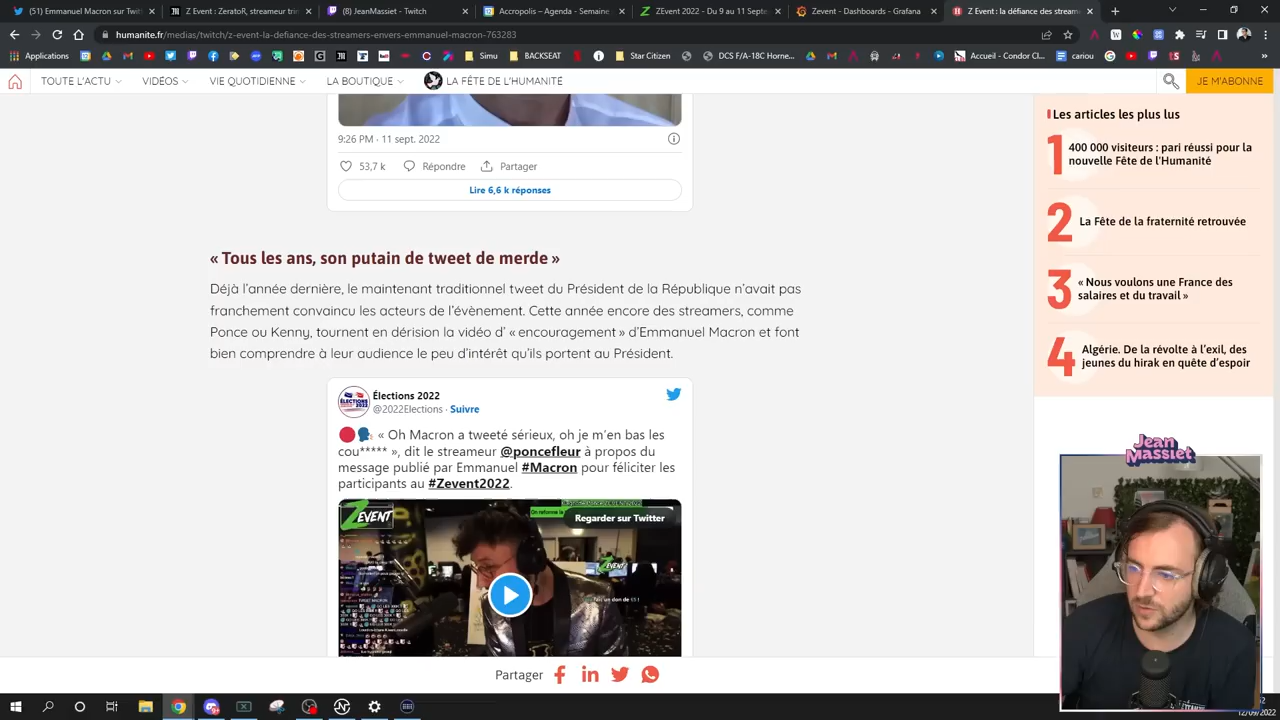 (51) Emmanuel Macron sur Twitter
Z Event : ZeratoR, streameur trin
(8) JeanMassiet - Twitch
Accropolis – Agenda - Semaine
ZEvent 2022 - Du 9 au 11 Septe
Zevent - Dashboards - Grafana
Z Event : la défiance des stream
humanite.fr/medias/twitch/z-event-la-defiance-des-streamers-envers-emmanuel-macron-763283
Applications
Simu
BACKSEAT
Star Citizen
DCS F/A-18C Horne...
Accueil - Condor Cl...
cariou
TOUTE L'ACTU
VIDÉOS
VIE QUOTIDIENNE
LA BOUTIQUE
LA FÊTE DE L'HUMANITÉ
JE M'ABONNE
9:26 PM · 11 sept. 2022
53,7 k
Répondre
Partager
Lire 6,6 k réponses
« Tous les ans, son putain de tweet de merde »
Déjà l'année dernière, le maintenant traditionnel tweet du Président de la République n'avait pas
franchement convaincu les acteurs de l'évènement. Cette année encore des streamers, comme
Ponce ou Kenny, tournent en dérision la vidéo d' « encouragement » d'Emmanuel Macron et font
bien comprendre à leur audience le peu d'intérêt qu'ils portent au Président.
Élections 2022
@2022Elections · Suivre
« Oh Macron a tweeté sérieux, oh je m'en bas les
cou***** », dit le streameur @poncefleur à propos du
message publié par Emmanuel #Macron pour féliciter les
participants au #Zevent2022.
ZEVENT
Regarder sur Twitter
Partager
Les articles les plus lus
1
400 000 visiteurs : pari réussi pour la
nouvelle Fête de l'Humanité
2
La Fête de la fraternité retrouvée
3
« Nous voulons une France des
salaires et du travail »
4
Algérie. De la révolte à l'exil, des
jeunes du hirak en quête d'espoir
Jean
Massiet
12/09/2022